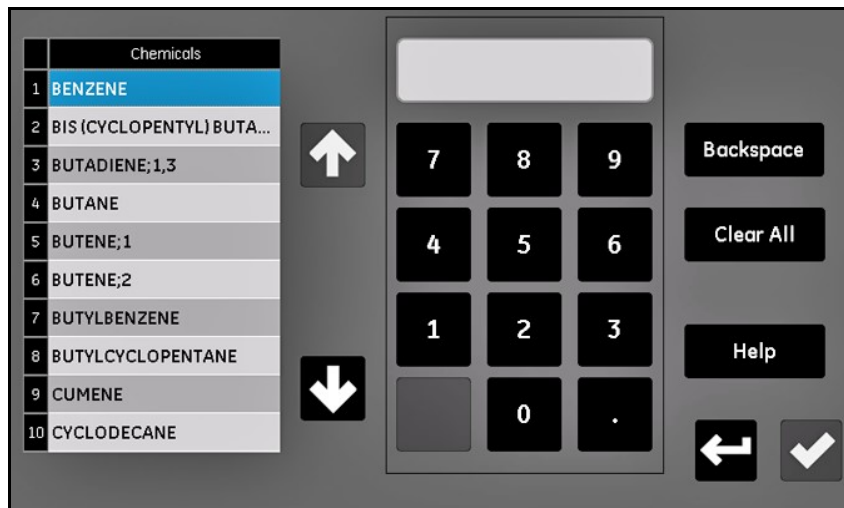 Chemicals
1 BENZENE
2 BIS (CYCLOPENTYL) BUTA...
3 BUTADIENE;1,3
4 BUTANE
5 BUTENE;1
6 BUTENE;2
7 BUTYLBENZENE
8 BUTYLCYCLOPENTANE
9 CUMENE
10 CYCLODECANE
7 8 9
4 5 6
1 2 3
0 .
Backspace
Clear All
Help